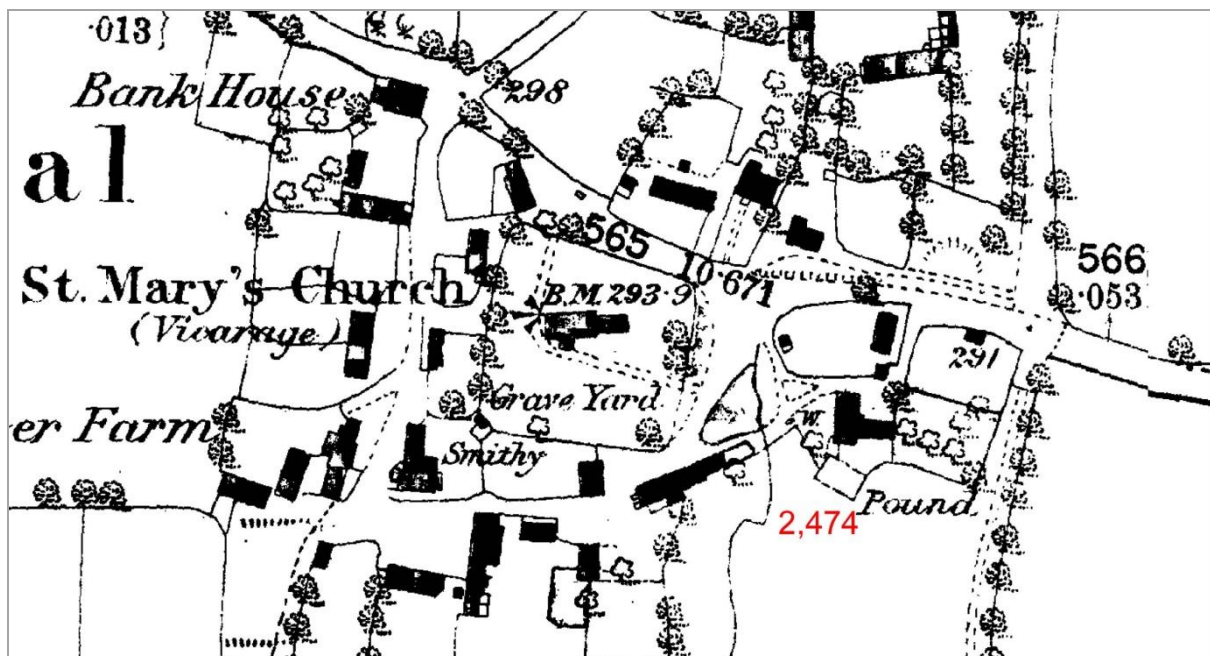 ·013
Bank House
298
al
565
566
St. Mary's Church
B.M. 293·9
10·671
·053
(Vicarage)
291
Grave Yard
er Farm
W.
Smithy
Pound
2,474